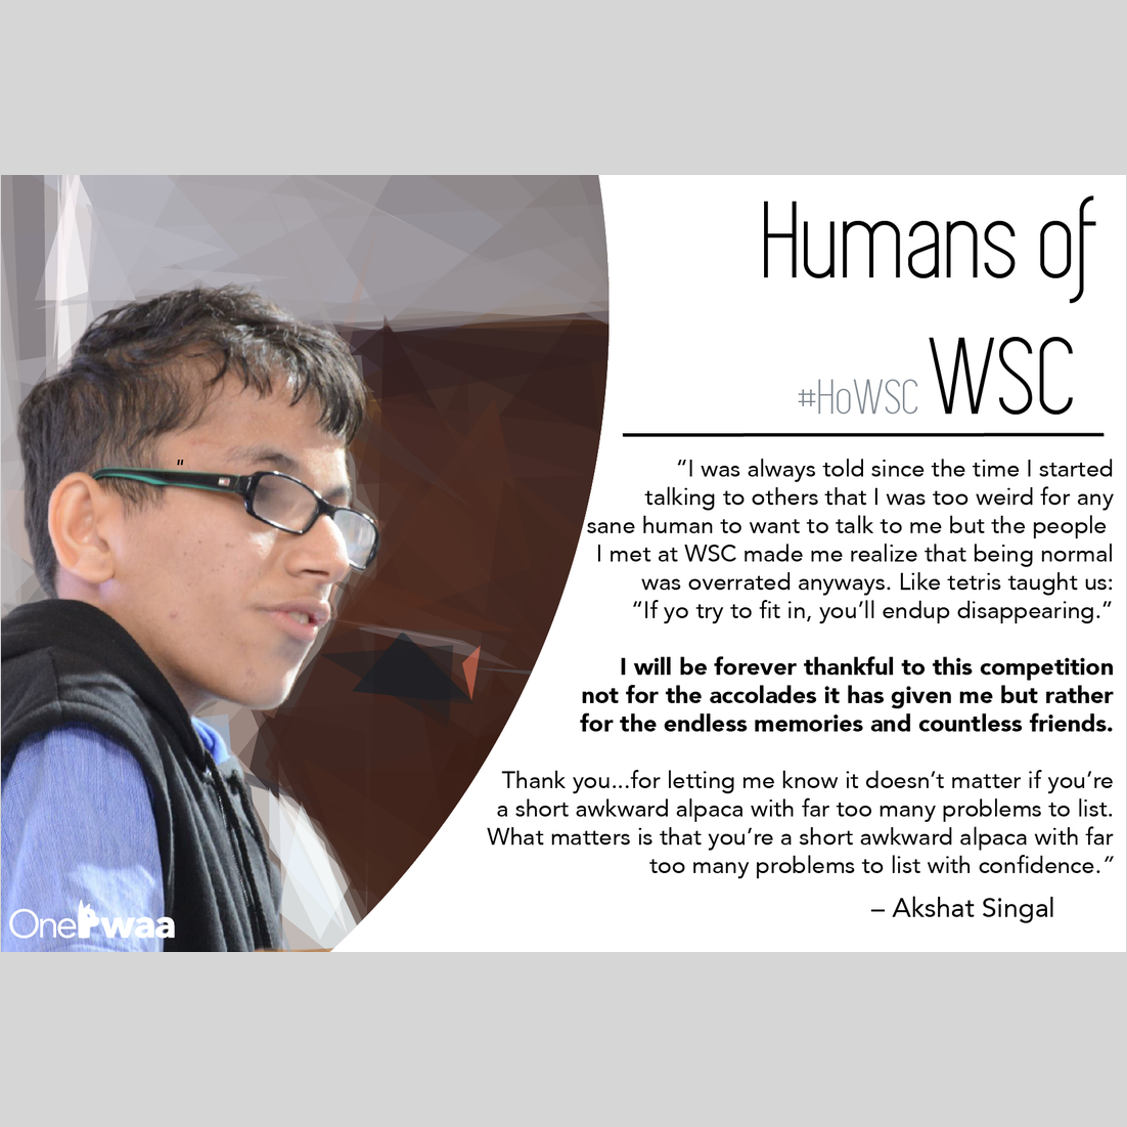 Humans of
#HoWSC WSC
“I was always told since the time I started
talking to others that I was too weird for any
sane human to want to talk to me but the people
I met at WSC made me realize that being normal
was overrated anyways. Like tetris taught us:
“If yo try to fit in, you’ll endup disappearing.”
I will be forever thankful to this competition
not for the accolades it has given me but rather
for the endless memories and countless friends.
Thank you...for letting me know it doesn’t matter if you’re
a short awkward alpaca with far too many problems to list.
What matters is that you’re a short awkward alpaca with far
too many problems to list with confidence.”
– Akshat Singal
OnePwaa
"